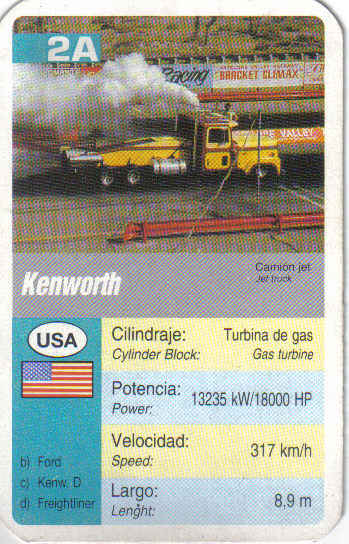 2A
Racing
BRACKET CLIMAX
VALLEY
Kenworth
Camión jet
Jet truck
USA
Cilindraje: Turbina de gas
Cylinder Block: Gas turbine
Potencia: 13235 kW/18000 HP
Power:
Velocidad: 317 km/h
Speed:
b) Ford
c) Kenw. D
d) Freightliner
Largo: 8,9 m
Lenght: